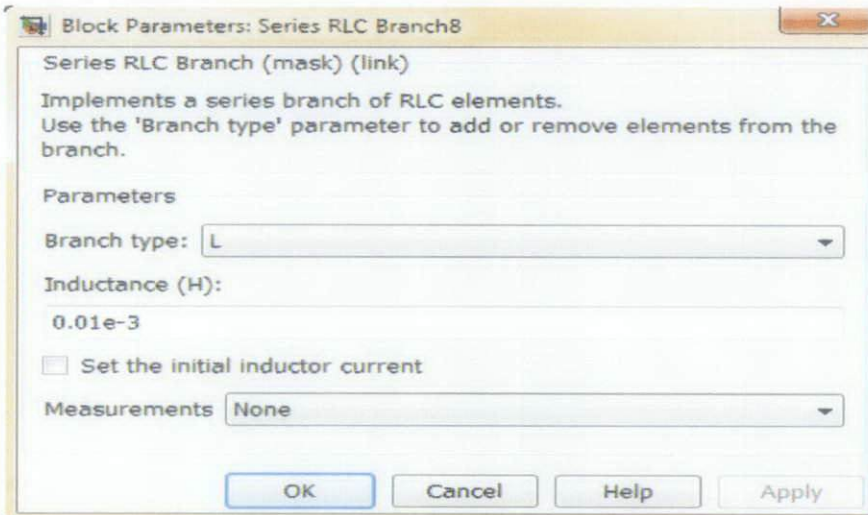 Block Parameters: Series RLC Branch8
Series RLC Branch (mask) (link)
Implements a series branch of RLC elements.
Use the 'Branch type' parameter to add or remove elements from the
branch.
Parameters
Branch type: L
Inductance (H):
0.01e-3
Set the initial inductor current
Measurements None
OK Cancel Help Apply